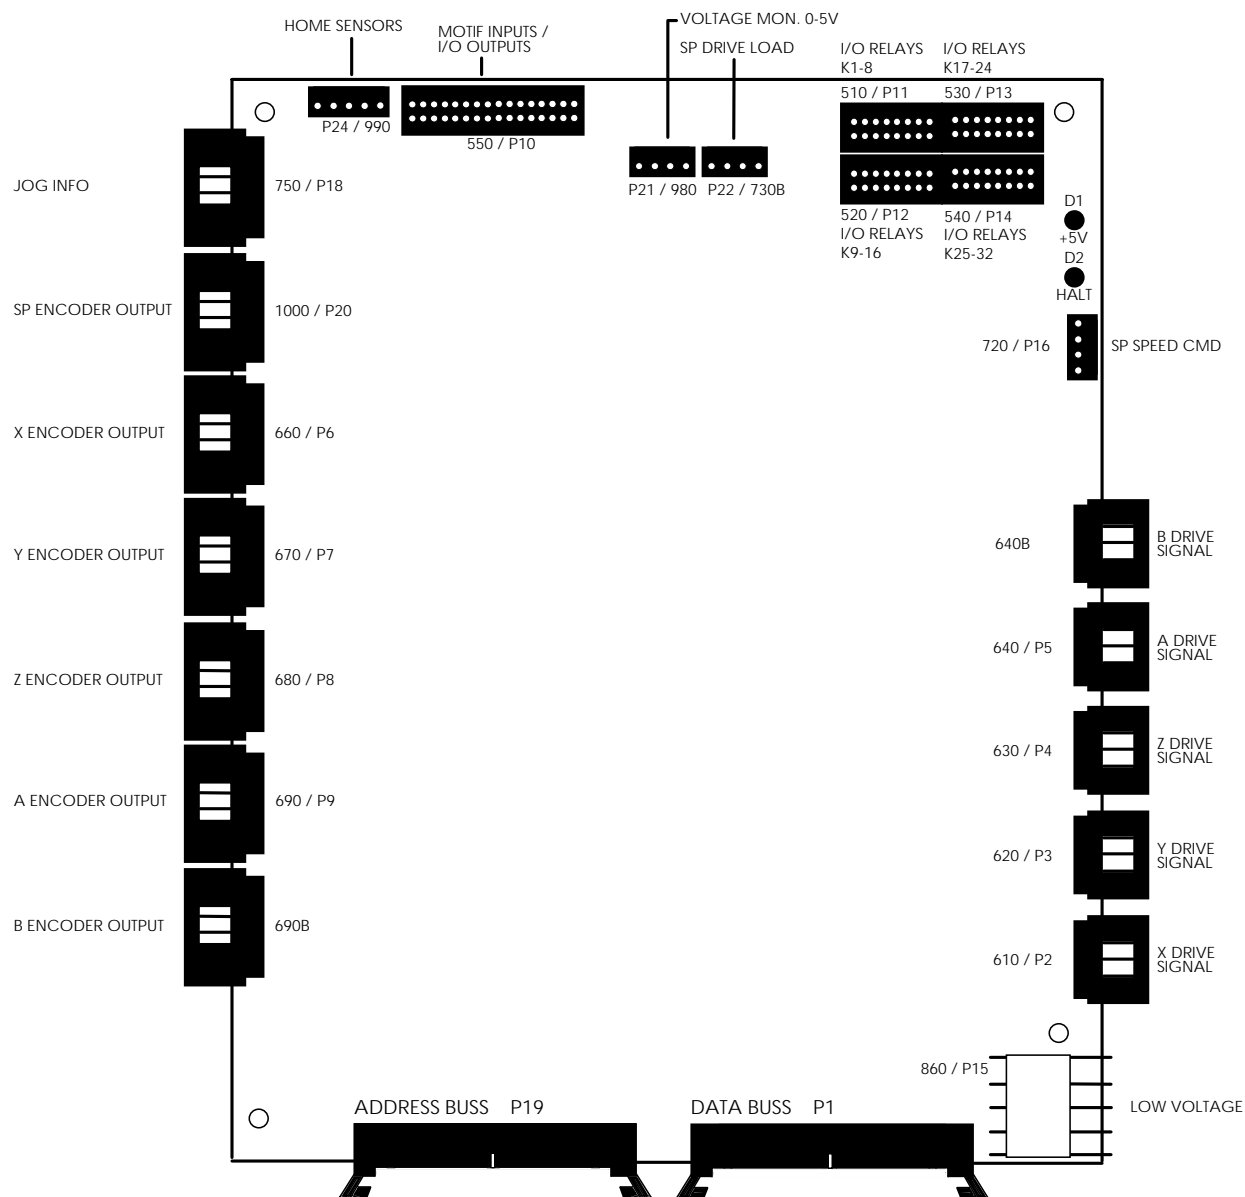 VOLTAGE MON. 0-5V
HOME SENSORS
MOTIF INPUTS /
I/O OUTPUTS
SP DRIVE LOAD
I/O RELAYS
K1-8
I/O RELAYS
K17-24
510 / P11
530 / P13
P24 / 990
550 / P10
P21 / 980
P22 / 730B
520 / P12
I/O RELAYS
K9-16
540 / P14
I/O RELAYS
K25-32
D1
+5V
D2
HALT
JOG INFO
750 / P18
SP ENCODER OUTPUT
1000 / P20
720 / P16
SP SPEED CMD
X ENCODER OUTPUT
660 / P6
Y ENCODER OUTPUT
670 / P7
640B
B DRIVE
SIGNAL
640 / P5
A DRIVE
SIGNAL
Z ENCODER OUTPUT
680 / P8
630 / P4
Z DRIVE
SIGNAL
A ENCODER OUTPUT
690 / P9
620 / P3
Y DRIVE
SIGNAL
B ENCODER OUTPUT
690B
610 / P2
X DRIVE
SIGNAL
860 / P15
LOW VOLTAGE
ADDRESS BUSS P19
DATA BUSS P1